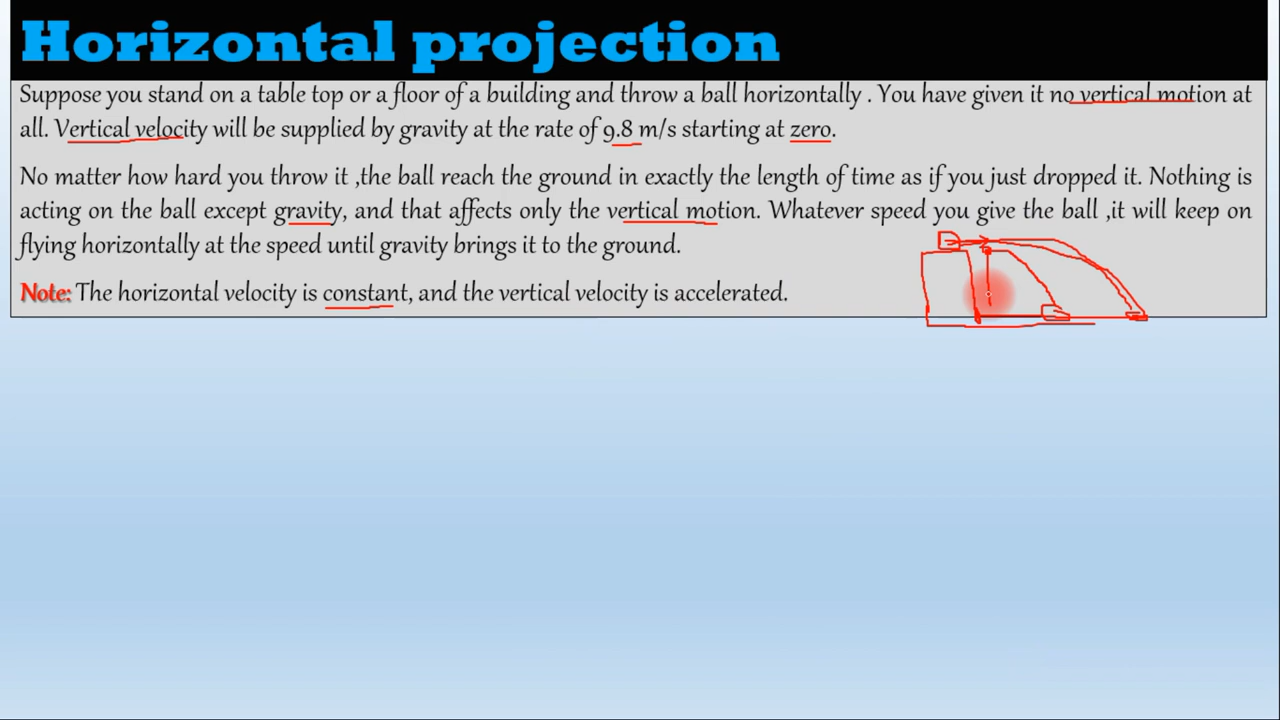 Horizontal projection
Suppose you stand on a table top or a floor of a building and throw a ball horizontally . You have given it no vertical motion at
all. Vertical velocity will be supplied by gravity at the rate of 9.8 m/s starting at zero.
No matter how hard you throw it ,the ball reach the ground in exactly the length of time as if you just dropped it. Nothing is
acting on the ball except gravity, and that affects only the vertical motion. Whatever speed you give the ball ,it will keep on
flying horizontally at the speed until gravity brings it to the ground.
Note: The horizontal velocity is constant, and the vertical velocity is accelerated.